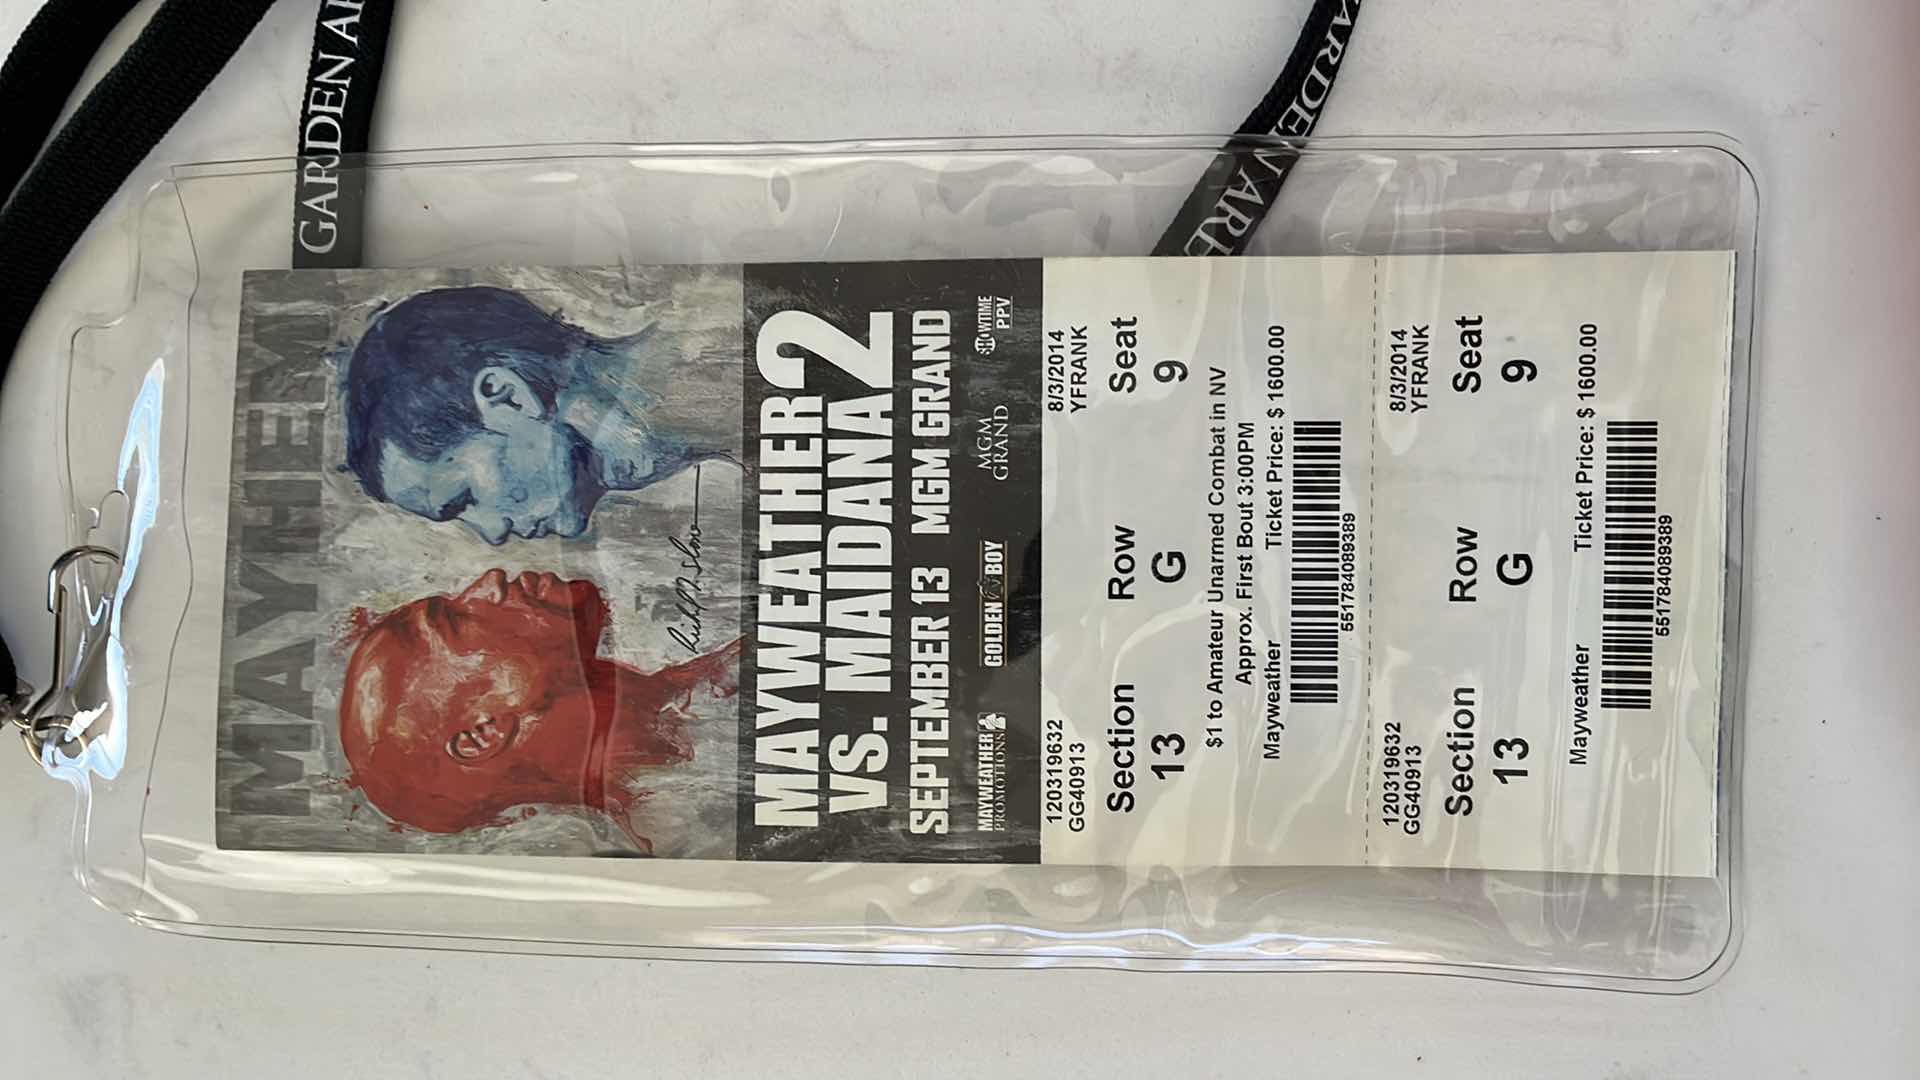 GARDEN AR
GARDEN ARE
MAYHEM
Richard T. Slone
MAYWEATHER
VS. MAIDANA 2
SEPTEMBER 13 MGM GRAND
MAYWEATHER PROMOTIONS
GOLDEN BOY
MGM GRAND
SHOWTIME PPV
120319632 8/3/2014
GG40913 YFRANK
Section Row Seat
13 G 9
$1 to Amateur Unarmed Combat in NV
Approx. First Bout 3:00PM
Mayweather Ticket Price: $ 1600.00
551784089389
120319632 8/3/2014
GG40913 YFRANK
Section Row Seat
13 G 9
Mayweather Ticket Price: $ 1600.00
551784089389